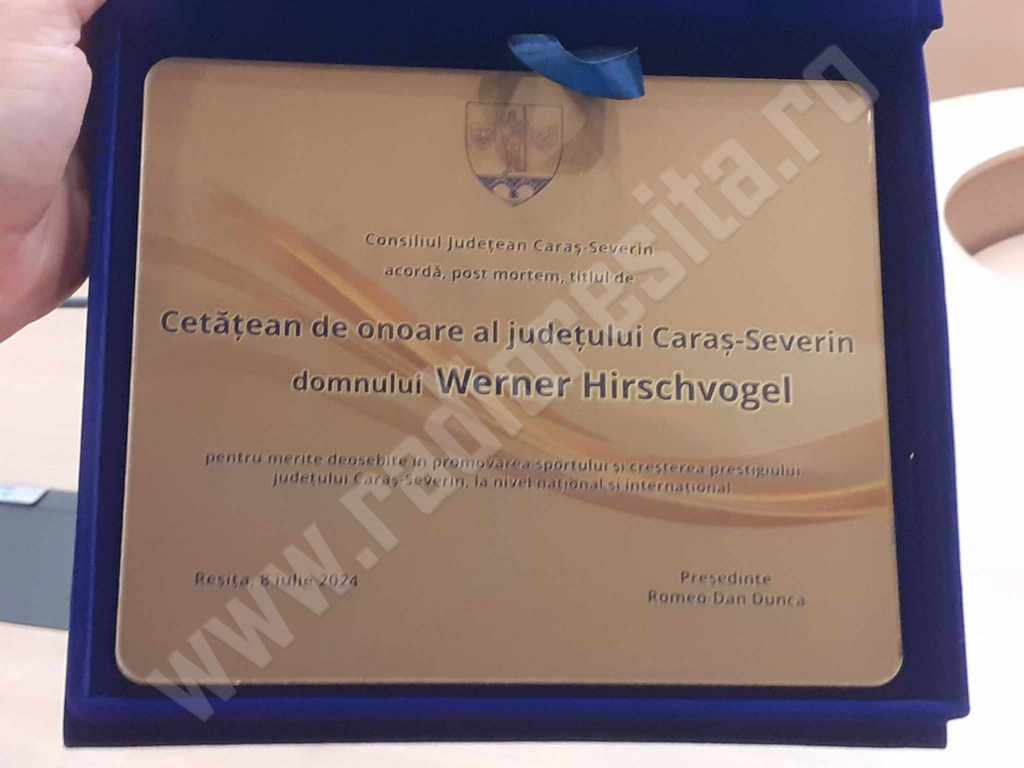 Consiliul Județean Caraș-Severin
acordă, post mortem, titlul de
Cetățean de onoare al județului Caraș-Severin
domnului Werner Hirschvogel
pentru merite deosebite în promovarea sportului și creșterea prestigiului
județului Caraș-Severin, la nivel național și internațional
Reșița, 8 iulie 2024
Președinte
Romeo Dan Dunca
www.radioresita.ro